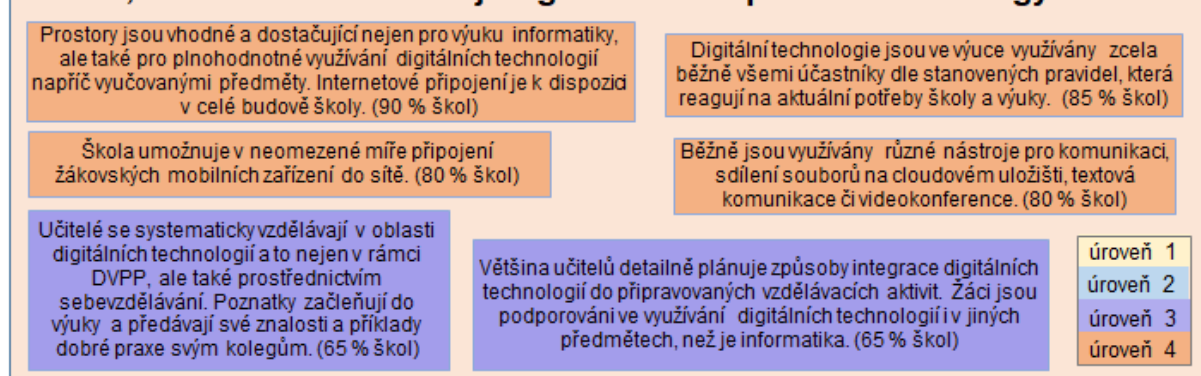 Prostory jsou vhodné a dostačující nejen pro výuku informatiky,
ale také pro plnohodnotné využívání digitálních technologií
napříč vyučovanými předměty. Internetové připojení je k dispozici
v celé budově školy. (90 % škol)
Digitální technologie jsou ve výuce využívány zcela
běžně všemi účastníky dle stanovených pravidel, která
reagují na aktuální potřeby školy a výuky. (85 % škol)
Škola umožnuje v neomezené míře připojení
žákovských mobilních zařízení do sítě. (80 % škol)
Běžně jsou využívány různé nástroje pro komunikaci,
sdílení souborů na cloudovém uložišti, textová
komunikace či videokonference. (80 % škol)
Učitelé se systematicky vzdělávají v oblasti
digitálních technologií a to nejen v rámci
DVPP, ale také prostřednictvím
sebevzdělávání. Poznatky začleňují do
výuky a předávají své znalosti a příklady
dobré praxe svým kolegům. (65 % škol)
Většina učitelů detailně plánuje způsoby integrace digitálních
technologií do připravovaných vzdělávacích aktivit. Žáci jsou
podporováni ve využívání digitálních technologií i v jiných
předmětech, než je informatika. (65 % škol)
úroveň 1
úroveň 2
úroveň 3
úroveň 4